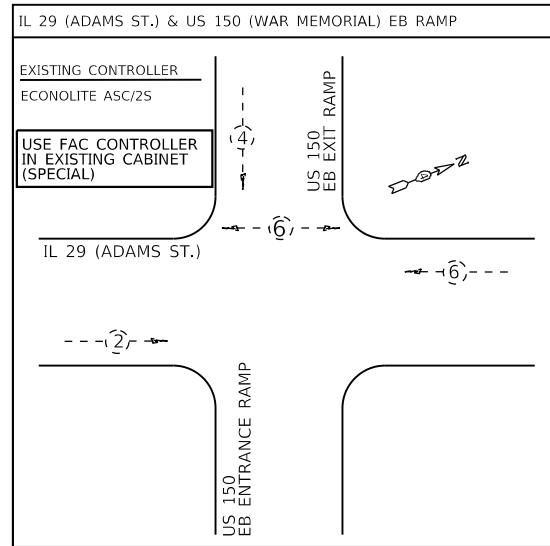 IL 29 (ADAMS ST.) & US 150 (WAR MEMORIAL) EB RAMP
EXISTING CONTROLLER
ECONOLITE ASC/2S
USE FAC CONTROLLER
IN EXISTING CABINET
(SPECIAL)
4
US 150
EB EXIT RAMP
N
6
IL 29 (ADAMS ST.)
6
2
US 150
EB ENTRANCE RAMP